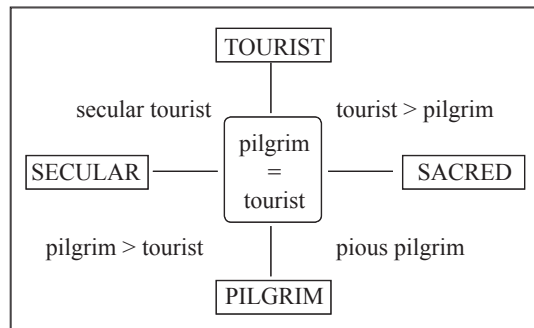 TOURIST
secular tourist
tourist > pilgrim
pilgrim
=
tourist
SECULAR
SACRED
pilgrim > tourist
pious pilgrim
PILGRIM